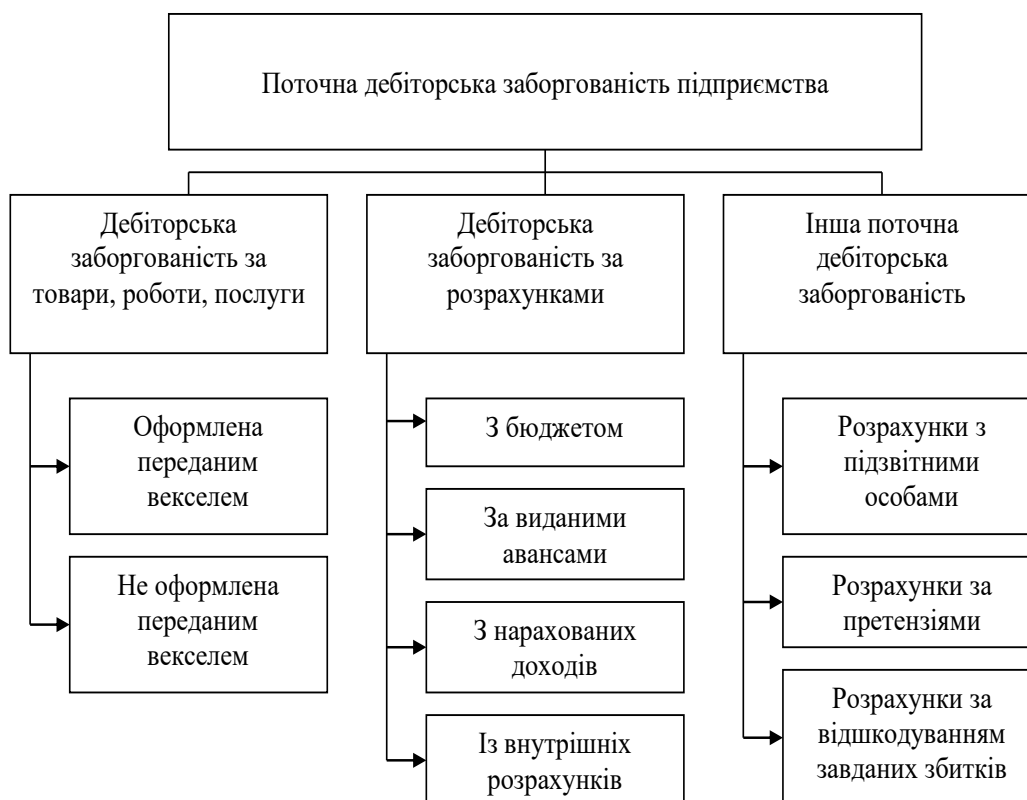 Поточна дебіторська заборгованість підприємства
Дебіторська
заборгованість за
товари, роботи, послуги
Оформлена
переданим
векселем
Не оформлена
переданим
векселем
Дебіторська
заборгованість за
розрахунками
З бюджетом
За виданими
авансами
З нарахованих
доходів
Із внутрішніх
розрахунків
Інша поточна
дебіторська
заборгованість
Розрахунки з
підзвітними
особами
Розрахунки за
претензіями
Розрахунки за
відшкодуванням
завданих збитків